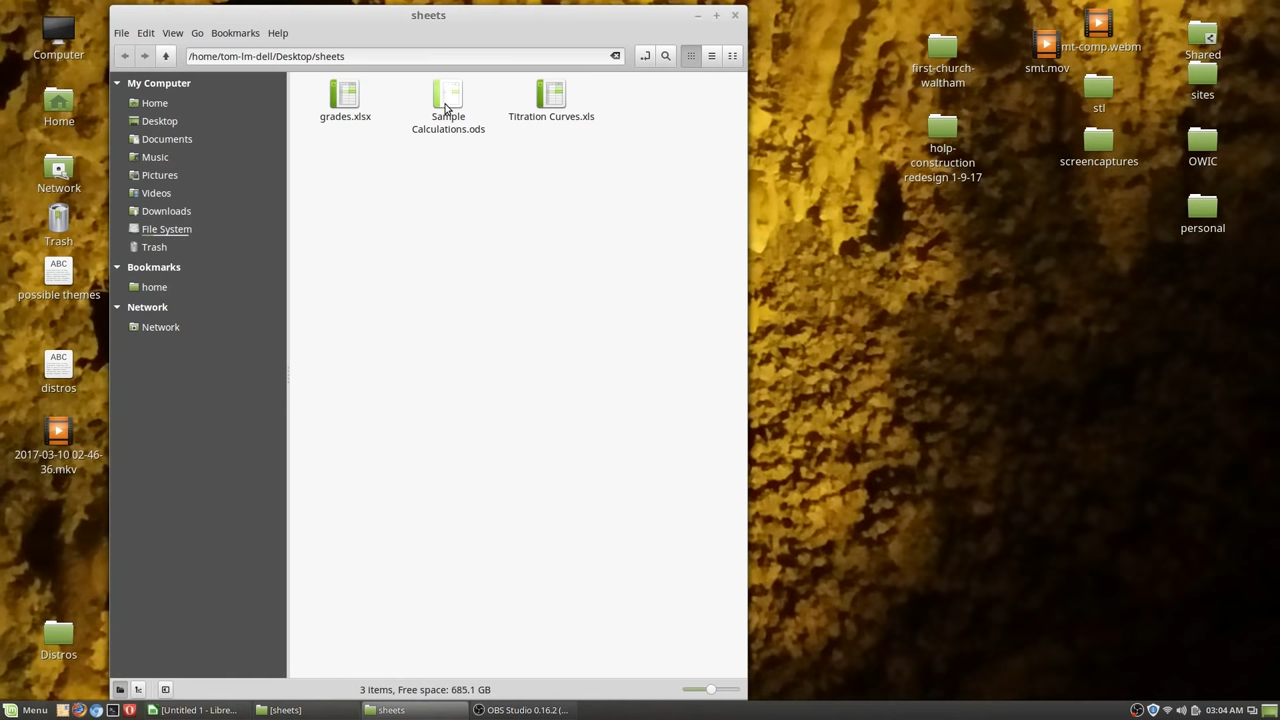 sheets
File Edit View Go Bookmarks Help
/home/tom-lm-dell/Desktop/sheets
My Computer
Home
Desktop
Documents
Music
Pictures
Videos
Downloads
File System
Trash
Bookmarks
home
Network
Network
grades.xlsx
Sample
Calculations.ods
Titration Curves.xls
3 items, Free space: 685.1 GB
Computer
Home
Network
Trash
ABC
possible themes
ABC
distros
2017-03-10 02-46-
36.mkv
Distros
first-church-
waltham
holp-
construction
redesign 1-9-17
smt.mov
mt-comp.webm
stl
screencaptures
Shared
sites
OWIC
personal
Menu
[Untitled 1 - Libre...
[sheets]
sheets
OBS Studio 0.16.2 (...
03:04 AM